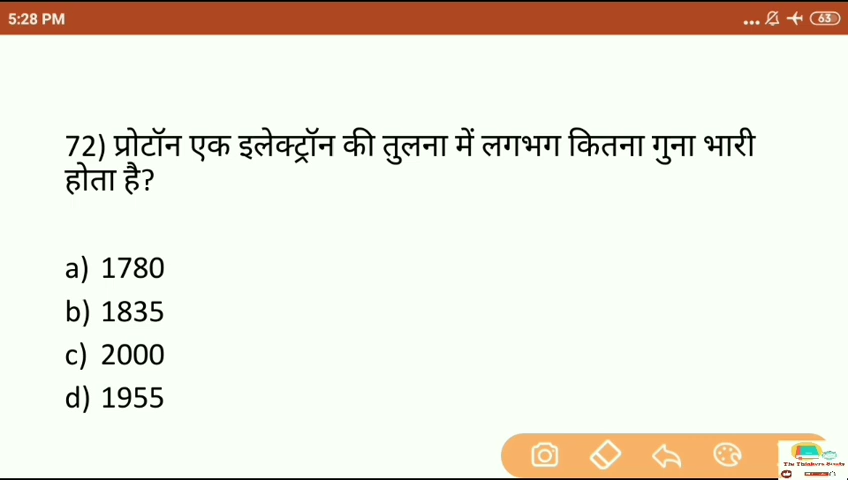 5:28 PM
63
72) प्रोटॉन एक इलेक्ट्रॉन की तुलना में लगभग कितना गुना भारी
होता है?
a) 1780
b) 1835
c) 2000
d) 1955